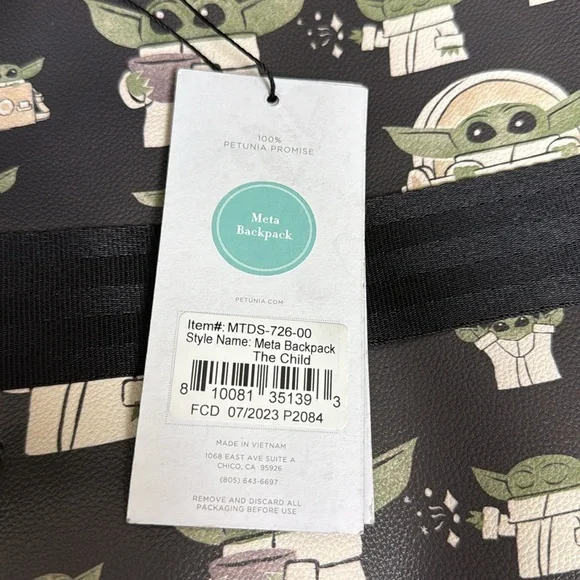 100%
PETUNIA PROMISE
Meta
Backpack
PETUNIA.COM
Item#: MTDS-726-00
Style Name: Meta Backpack
The Child
8 10081 35139 3
FCD 07/2023 P2084
MADE IN VIETNAM
1068 EAST AVE SUITE A
CHICO, CA 95926
(805) 643-6697
REMOVE AND DISCARD ALL
PACKAGING BEFORE USE